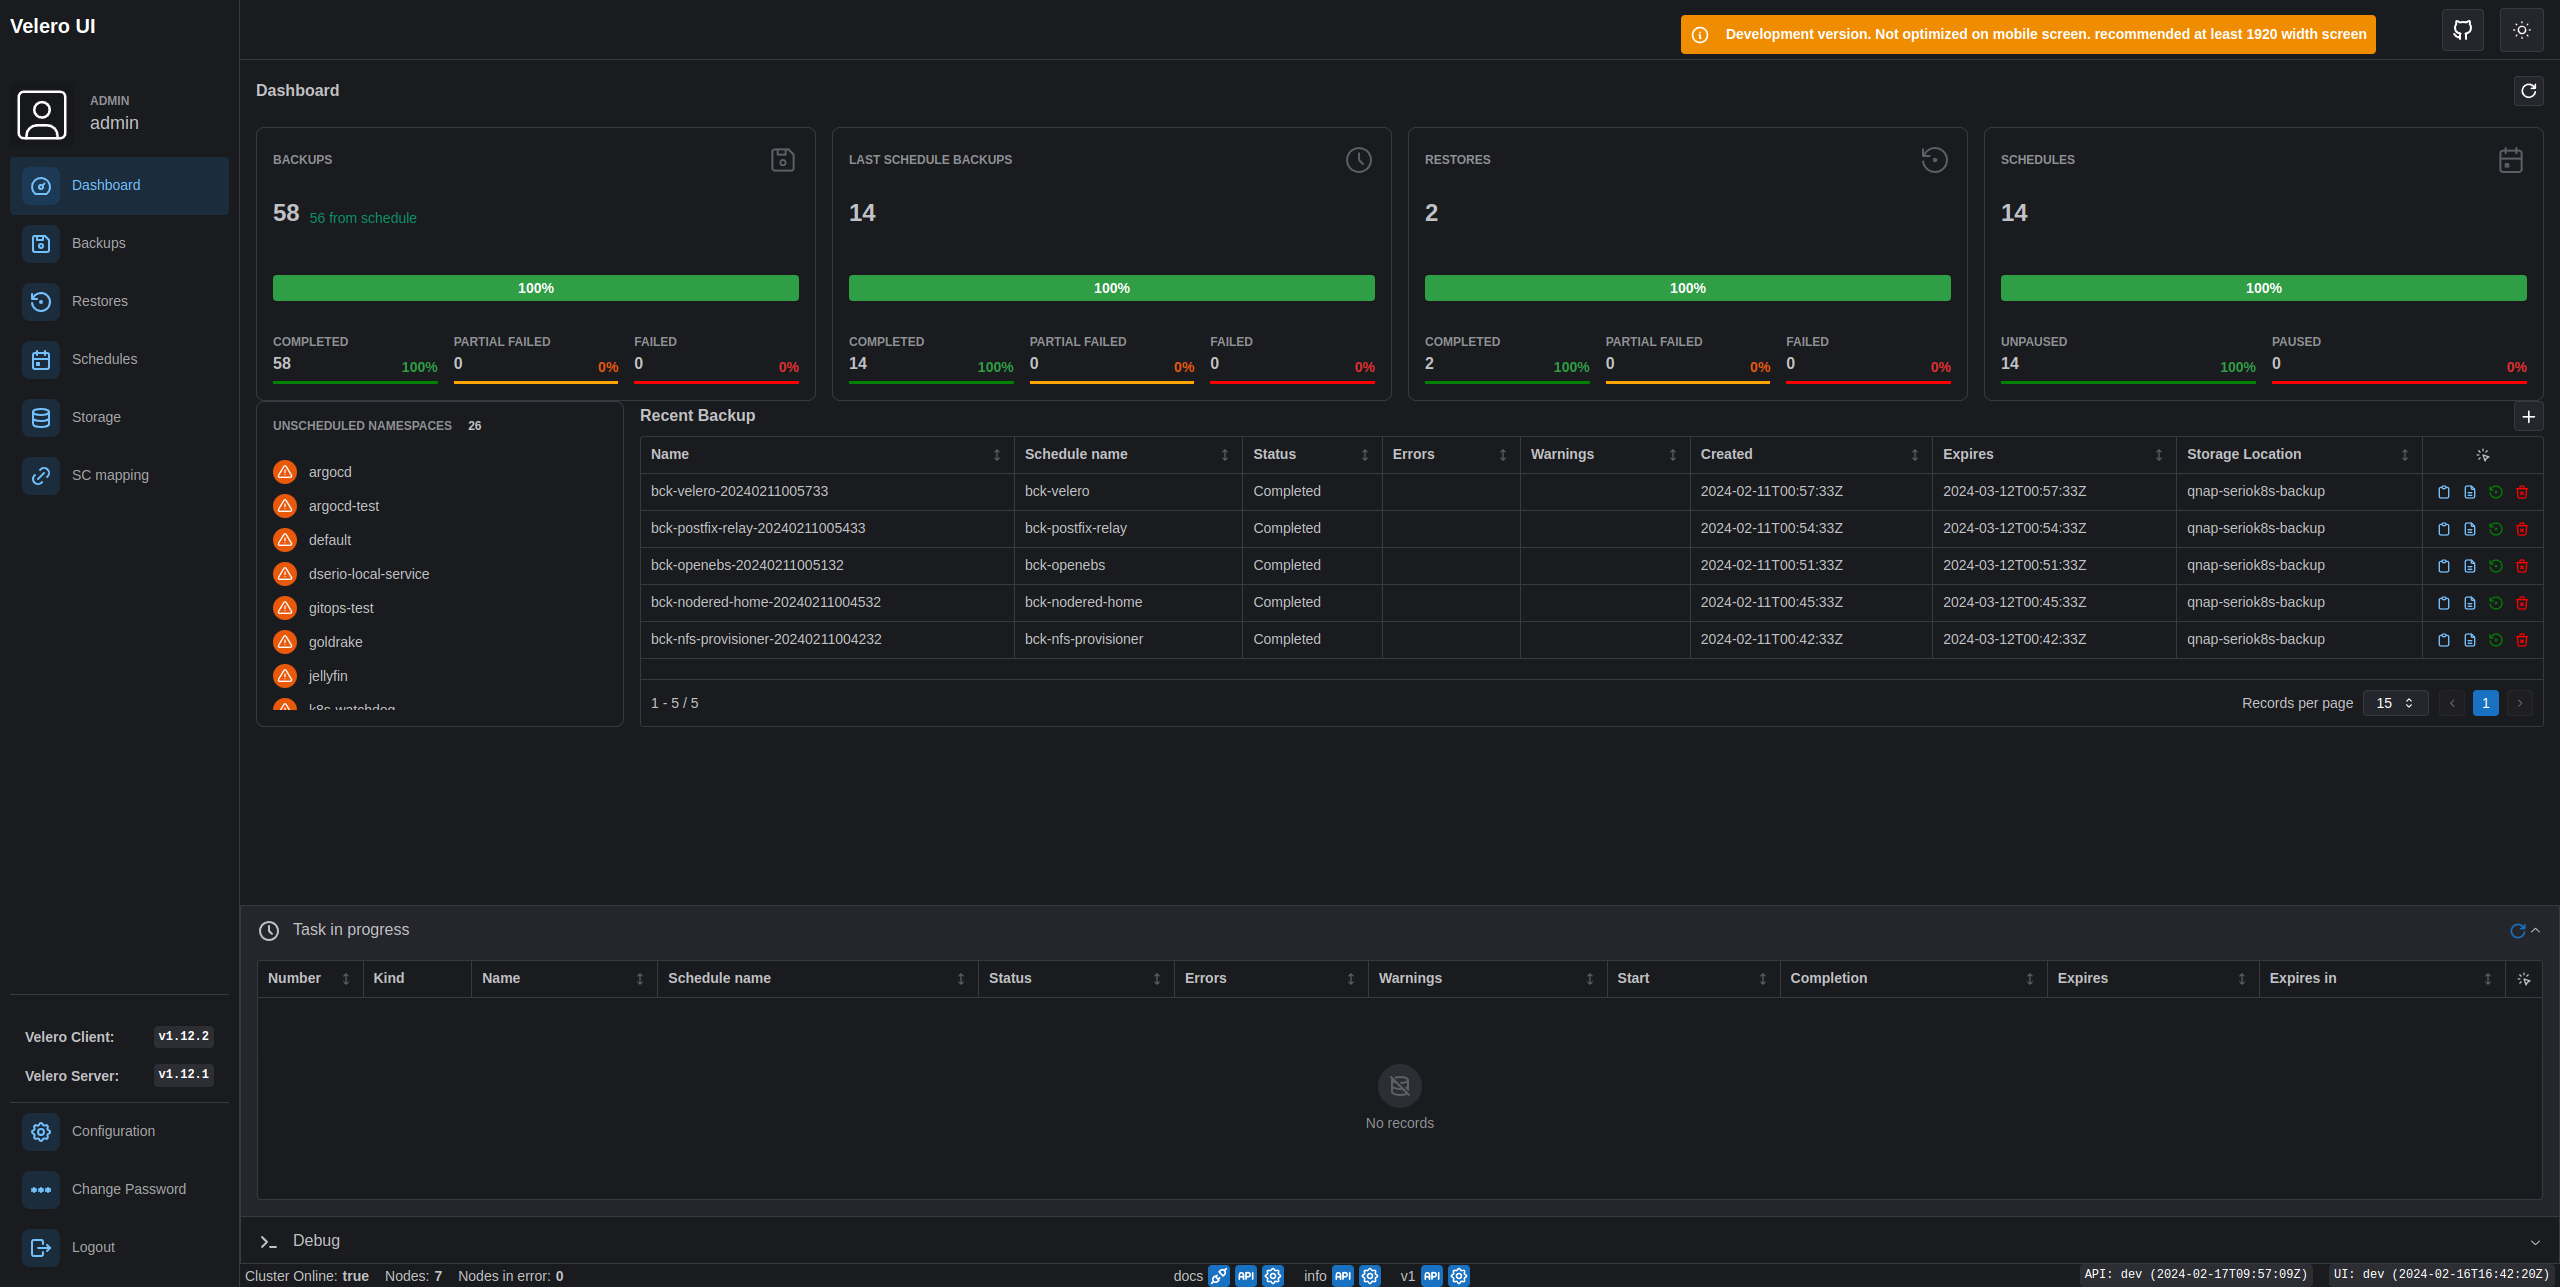 Velero UI
Development version. Not optimized on mobile screen. recommended at least 1920 width screen
ADMIN
admin
Dashboard
Backups
Restores
Schedules
Storage
SC mapping
Velero Client: v1.12.2
Velero Server: v1.12.1
Configuration
Change Password
Logout
Dashboard
BACKUPS
58 56 from schedule
100%
COMPLETED PARTIAL FAILED FAILED
58 100% 0 0% 0 0%
LAST SCHEDULE BACKUPS
14
100%
COMPLETED PARTIAL FAILED FAILED
14 100% 0 0% 0 0%
RESTORES
2
100%
COMPLETED PARTIAL FAILED FAILED
2 100% 0 0% 0 0%
SCHEDULES
14
100%
UNPAUSED PAUSED
14 100% 0 0%
UNSCHEDULED NAMESPACES 26
argocd
argocd-test
default
dserio-local-service
gitops-test
goldrake
jellyfin
k8s-watchdog
Recent Backup
Name Schedule name Status Errors Warnings Created Expires Storage Location
bck-velero-20240211005733 bck-velero Completed 2024-02-11T00:57:33Z 2024-03-12T00:57:33Z qnap-seriok8s-backup
bck-postfix-relay-20240211005433 bck-postfix-relay Completed 2024-02-11T00:54:33Z 2024-03-12T00:54:33Z qnap-seriok8s-backup
bck-openebs-20240211005132 bck-openebs Completed 2024-02-11T00:51:33Z 2024-03-12T00:51:33Z qnap-seriok8s-backup
bck-nodered-home-20240211004532 bck-nodered-home Completed 2024-02-11T00:45:33Z 2024-03-12T00:45:33Z qnap-seriok8s-backup
bck-nfs-provisioner-20240211004232 bck-nfs-provisioner Completed 2024-02-11T00:42:33Z 2024-03-12T00:42:33Z qnap-seriok8s-backup
1 - 5 / 5 Records per page 15 1
Task in progress
Number Kind Name Schedule name Status Errors Warnings Start Completion Expires Expires in
No records
Debug
Cluster Online: true Nodes: 7 Nodes in error: 0 docs API info API v1 API API: dev (2024-02-17T09:57:09Z) UI: dev (2024-02-16T16:42:20Z)